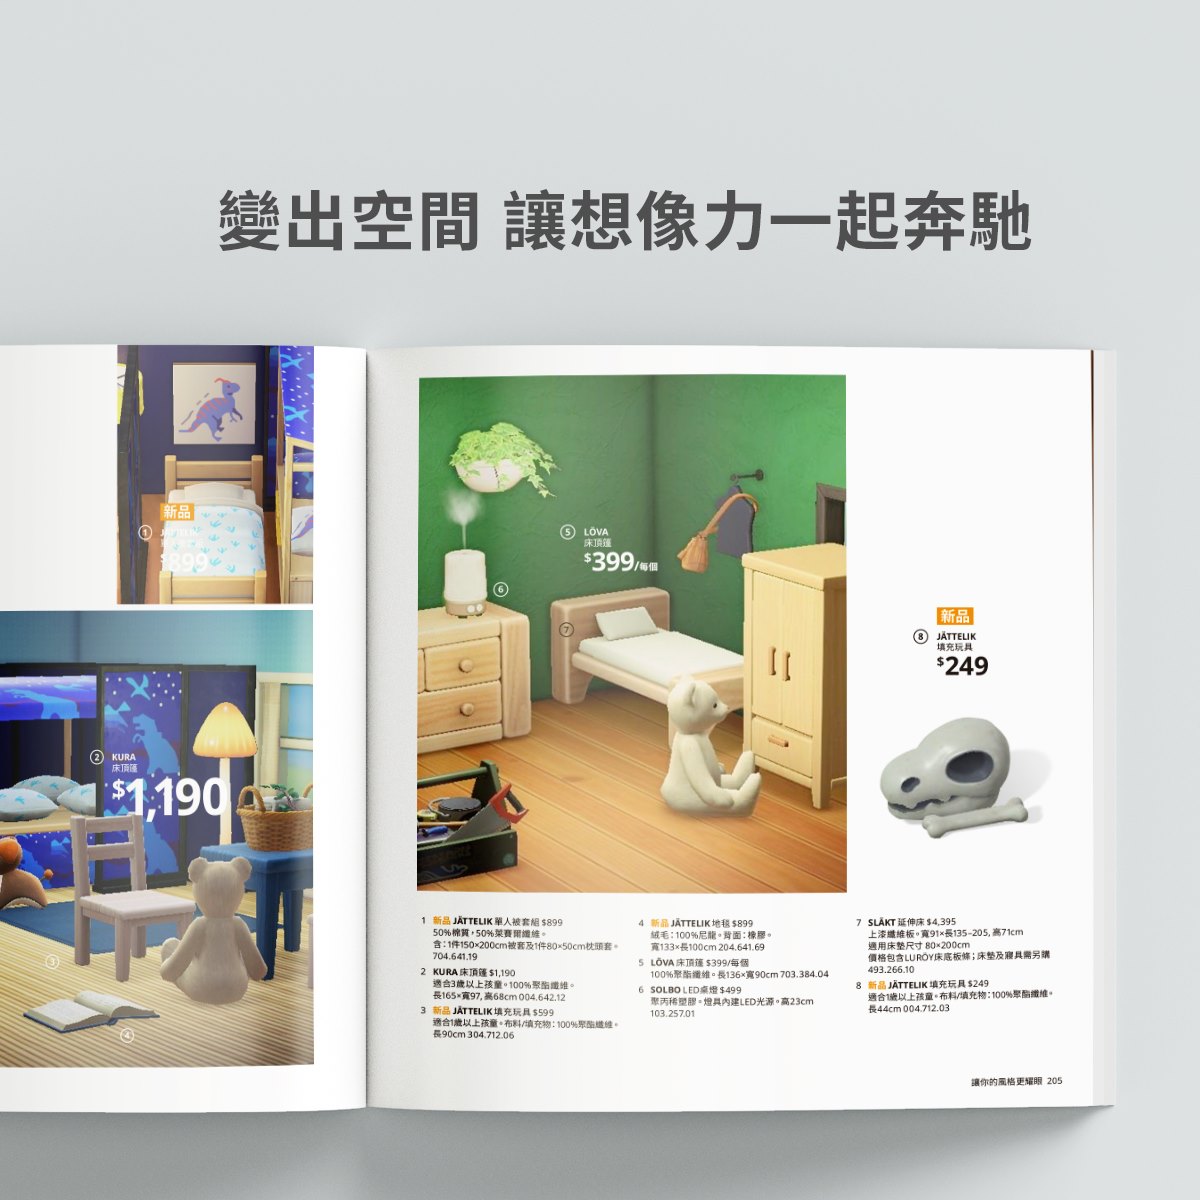 變出空間 讓想像力一起奔馳
新品
1 JÄTTELIK
$899
2 KURA
床頂篷
$1,190
3
4
5 LÖVA
床頂篷
$399/每個
6
7
新品
8 JÄTTELIK
填充玩具
$249
1 新品 JÄTTELIK 單人被套組 $899
50%棉質，50%萊賽爾纖維。
含：1件150×200cm被套及1件80×50cm枕頭套。
704.641.19
2 KURA 床頂篷 $1,190
適合3歲以上孩童。100%聚酯纖維。
長165×寬97, 高68cm 004.642.12
3 新品 JÄTTELIK 填充玩具 $599
適合1歲以上孩童。布料/填充物：100%聚酯纖維。
長90cm 304.712.06
4 新品 JÄTTELIK 地毯 $899
絨毛：100%尼龍。背面：橡膠。
寬133×長100cm 204.641.69
5 LÖVA 床頂篷 $399/每個
100%聚酯纖維。長136×寬90cm 703.384.04
6 SOLBO LED桌燈 $499
聚丙稀塑膠。燈具內建LED光源。高23cm
103.257.01
7 SLÄKT 延伸床 $4,395
上漆纖維板。寬91×長135–205, 高71cm
適用床墊尺寸 80×200cm
價格包含LURÖY床底板條；床墊及寢具需另購
493.266.10
8 新品 JÄTTELIK 填充玩具 $249
適合1歲以上孩童。布料/填充物：100%聚酯纖維。
長44cm 004.712.03
讓你的風格更耀眼 205